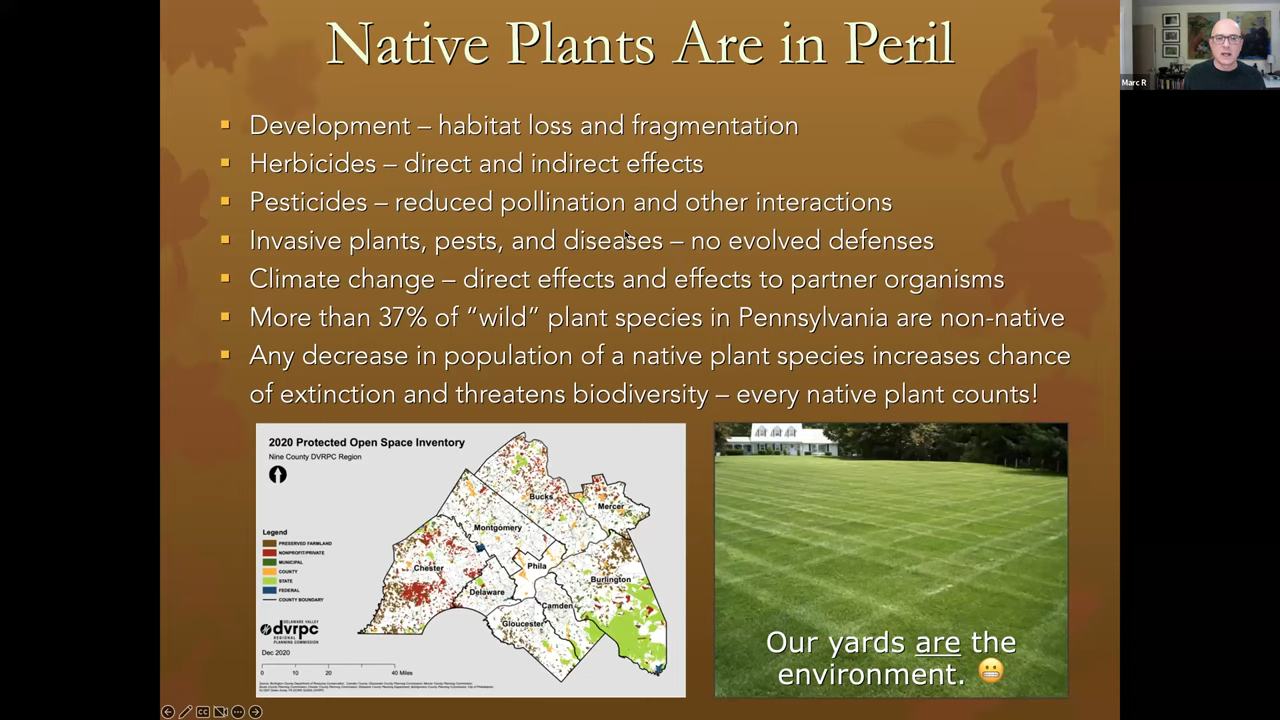 Native Plants Are in Peril
Marc R
Development – habitat loss and fragmentation
Herbicides – direct and indirect effects
Pesticides – reduced pollination and other interactions
Invasive plants, pests, and diseases – no evolved defenses
Climate change – direct effects and effects to partner organisms
More than 37% of “wild” plant species in Pennsylvania are non-native
Any decrease in population of a native plant species increases chance
of extinction and threatens biodiversity – every native plant counts!
2020 Protected Open Space Inventory
Nine County DVRPC Region
Bucks
Mercer
Montgomery
Chester
Phila
Delaware
Burlington
Camden
Gloucester
Legend
PRESERVED FARMLAND
NONPROFIT/PRIVATE
MUNICIPAL
COUNTY
STATE
FEDERAL
COUNTY BOUNDARY
DELAWARE VALLEY
dvrpc
REGIONAL
PLANNING COMMISSION
Dec 2020
0 10 20 40 Miles
Our yards are the
environment. 😬
CC